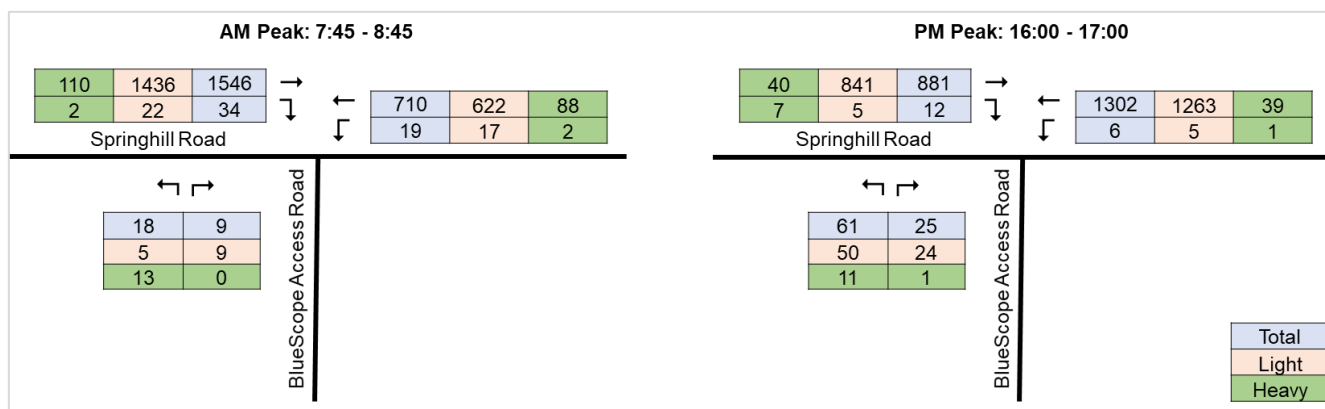 AM Peak: 7:45 - 8:45
110 1436 1546
2 22 34
710 622 88
19 17 2
Springhill Road
18 9
5 9
13 0
BlueScope Access Road
PM Peak: 16:00 - 17:00
40 841 881
7 5 12
1302 1263 39
6 5 1
Springhill Road
61 25
50 24
11 1
BlueScope Access Road
Total
Light
Heavy